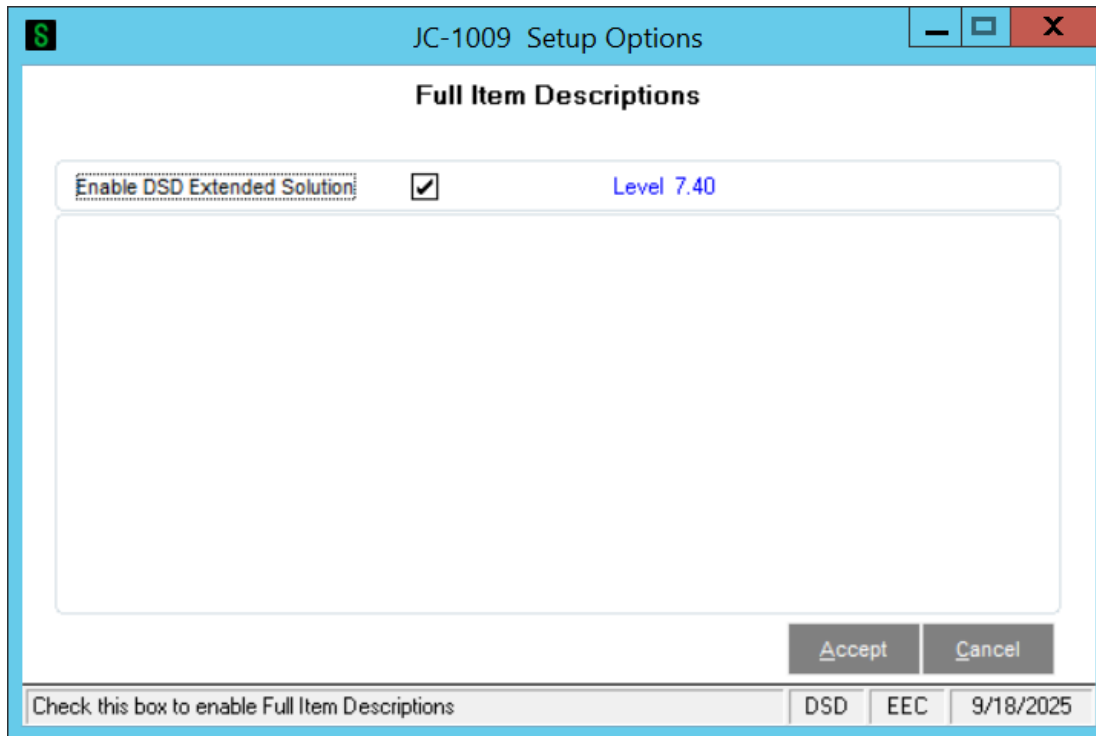 S JC-1009 Setup Options X
Full Item Descriptions
Enable DSD Extended Solution Level 7.40
Accept Cancel
Check this box to enable Full Item Descriptions DSD EEC 9/18/2025